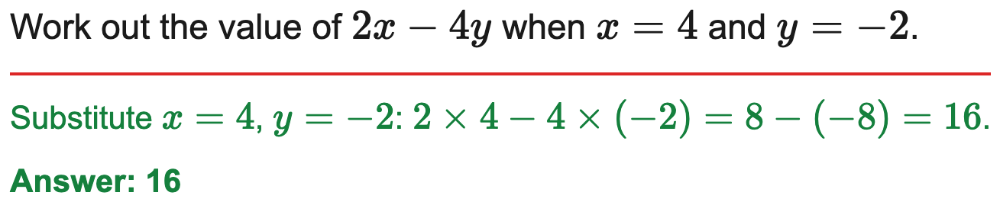 Work out the value of 2x − 4y when x = 4 and y = −2.
Substitute x = 4, y = −2: 2 × 4 − 4 × (−2) = 8 − (−8) = 16.
Answer: 16